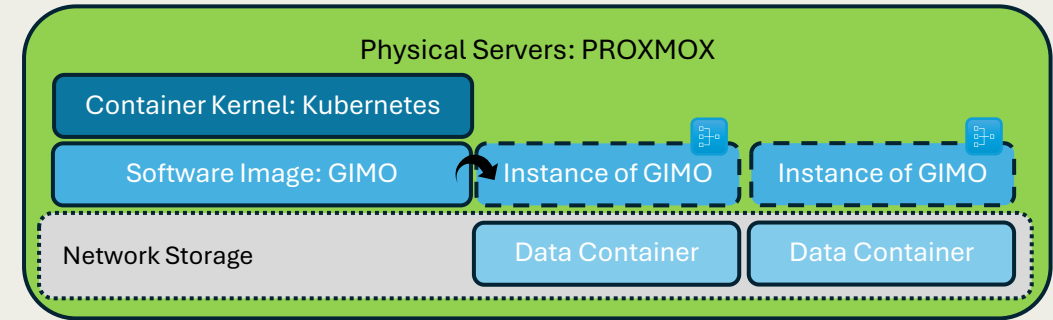 Physical Servers: PROXMOX
Container Kernel: Kubernetes
Software Image: GIMO
Instance of GIMO
Instance of GIMO
Network Storage
Data Container
Data Container